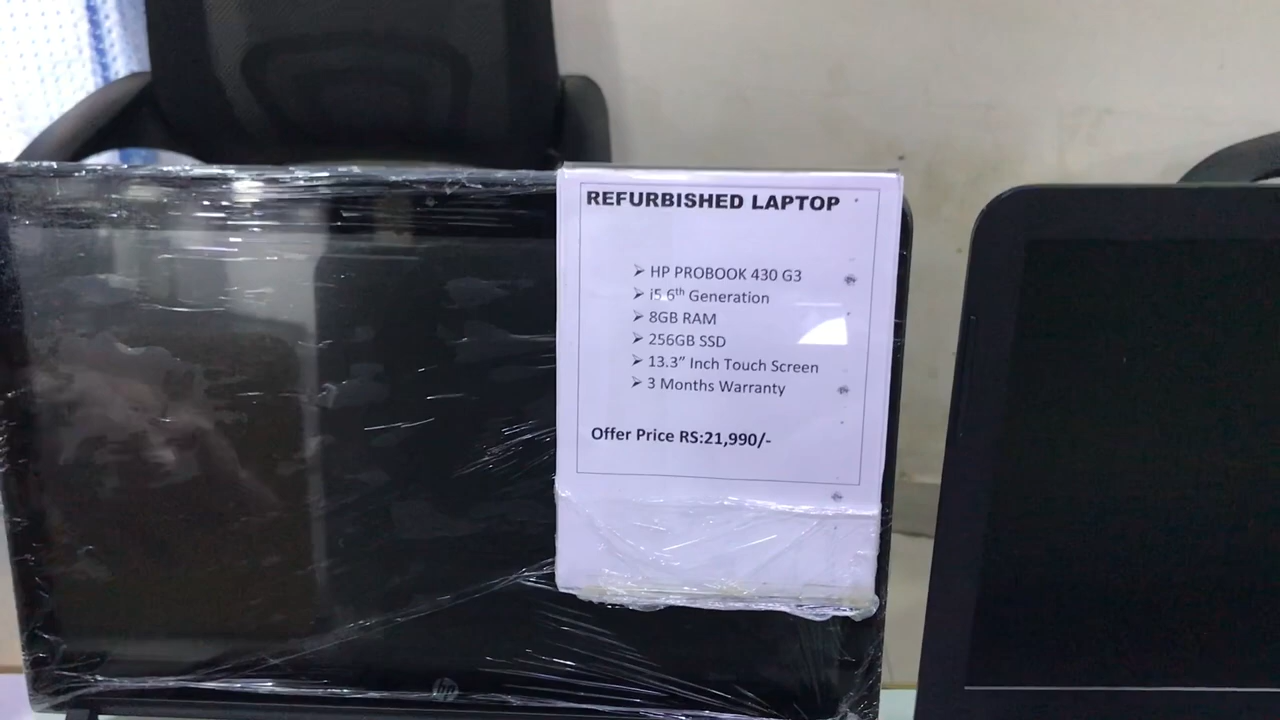 REFURBISHED LAPTOP
➢ HP PROBOOK 430 G3
➢ i5 6th Generation
➢ 8GB RAM
➢ 256GB SSD
➢ 13.3” Inch Touch Screen
➢ 3 Months Warranty
Offer Price RS:21,990/-
hp